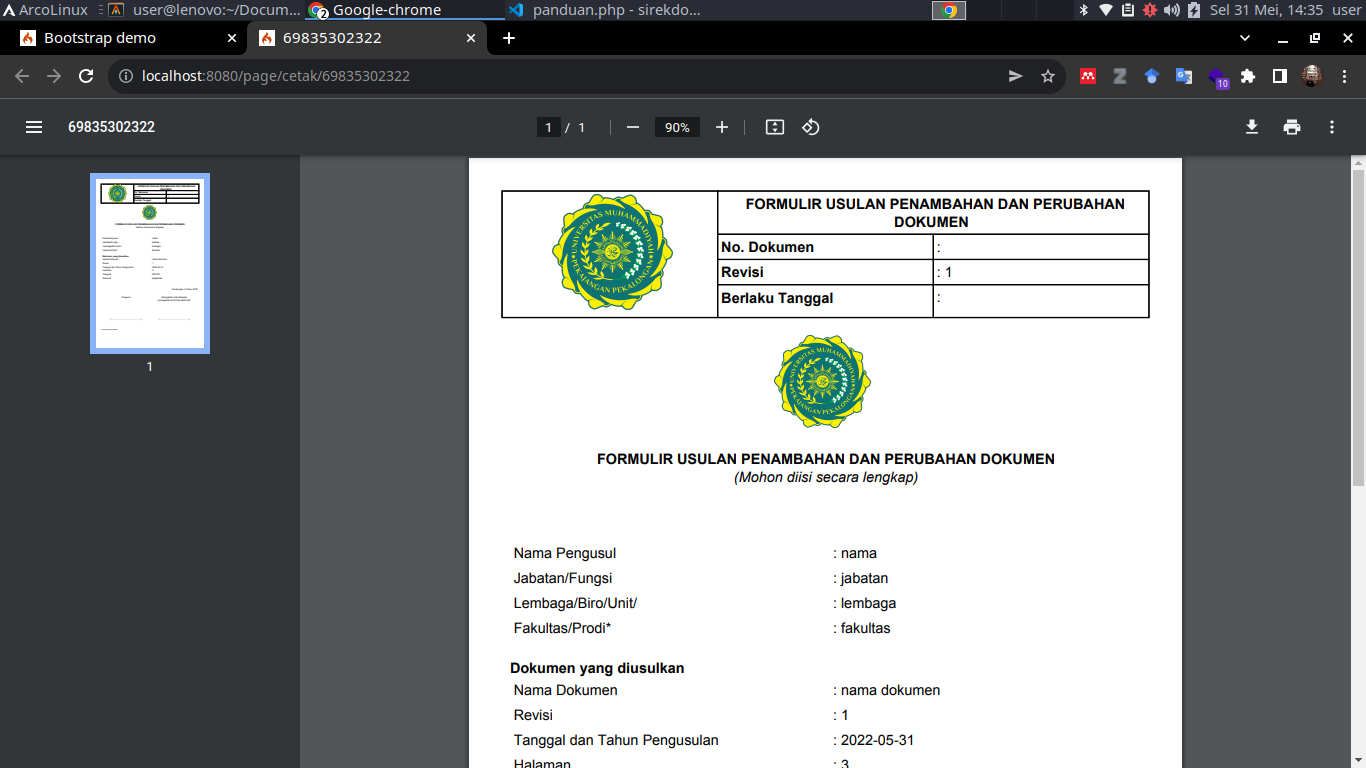 ArcoLinux
user@lenovo:~/Docum...
2 Google-chrome
panduan.php - sirekdo...
Sel 31 Mei, 14:35 user
Bootstrap demo
69835302322
localhost:8080/page/cetak/69835302322
10
69835302322
1 / 1
90%
1
UNIVERSITAS MUHAMMADIYAH
PEKAJANGAN PEKALONGAN
FORMULIR USULAN PENAMBAHAN DAN PERUBAHAN
DOKUMEN
No. Dokumen :
Revisi : 1
Berlaku Tanggal :
UNIVERSITAS MUHAMMADIYAH
PEKAJANGAN PEKALONGAN
FORMULIR USULAN PENAMBAHAN DAN PERUBAHAN DOKUMEN
(Mohon diisi secara lengkap)
Nama Pengusul : nama
Jabatan/Fungsi : jabatan
Lembaga/Biro/Unit/ : lembaga
Fakultas/Prodi* : fakultas
Dokumen yang diusulkan
Nama Dokumen : nama dokumen
Revisi : 1
Tanggal dan Tahun Pengusulan : 2022-05-31
Halaman : 3